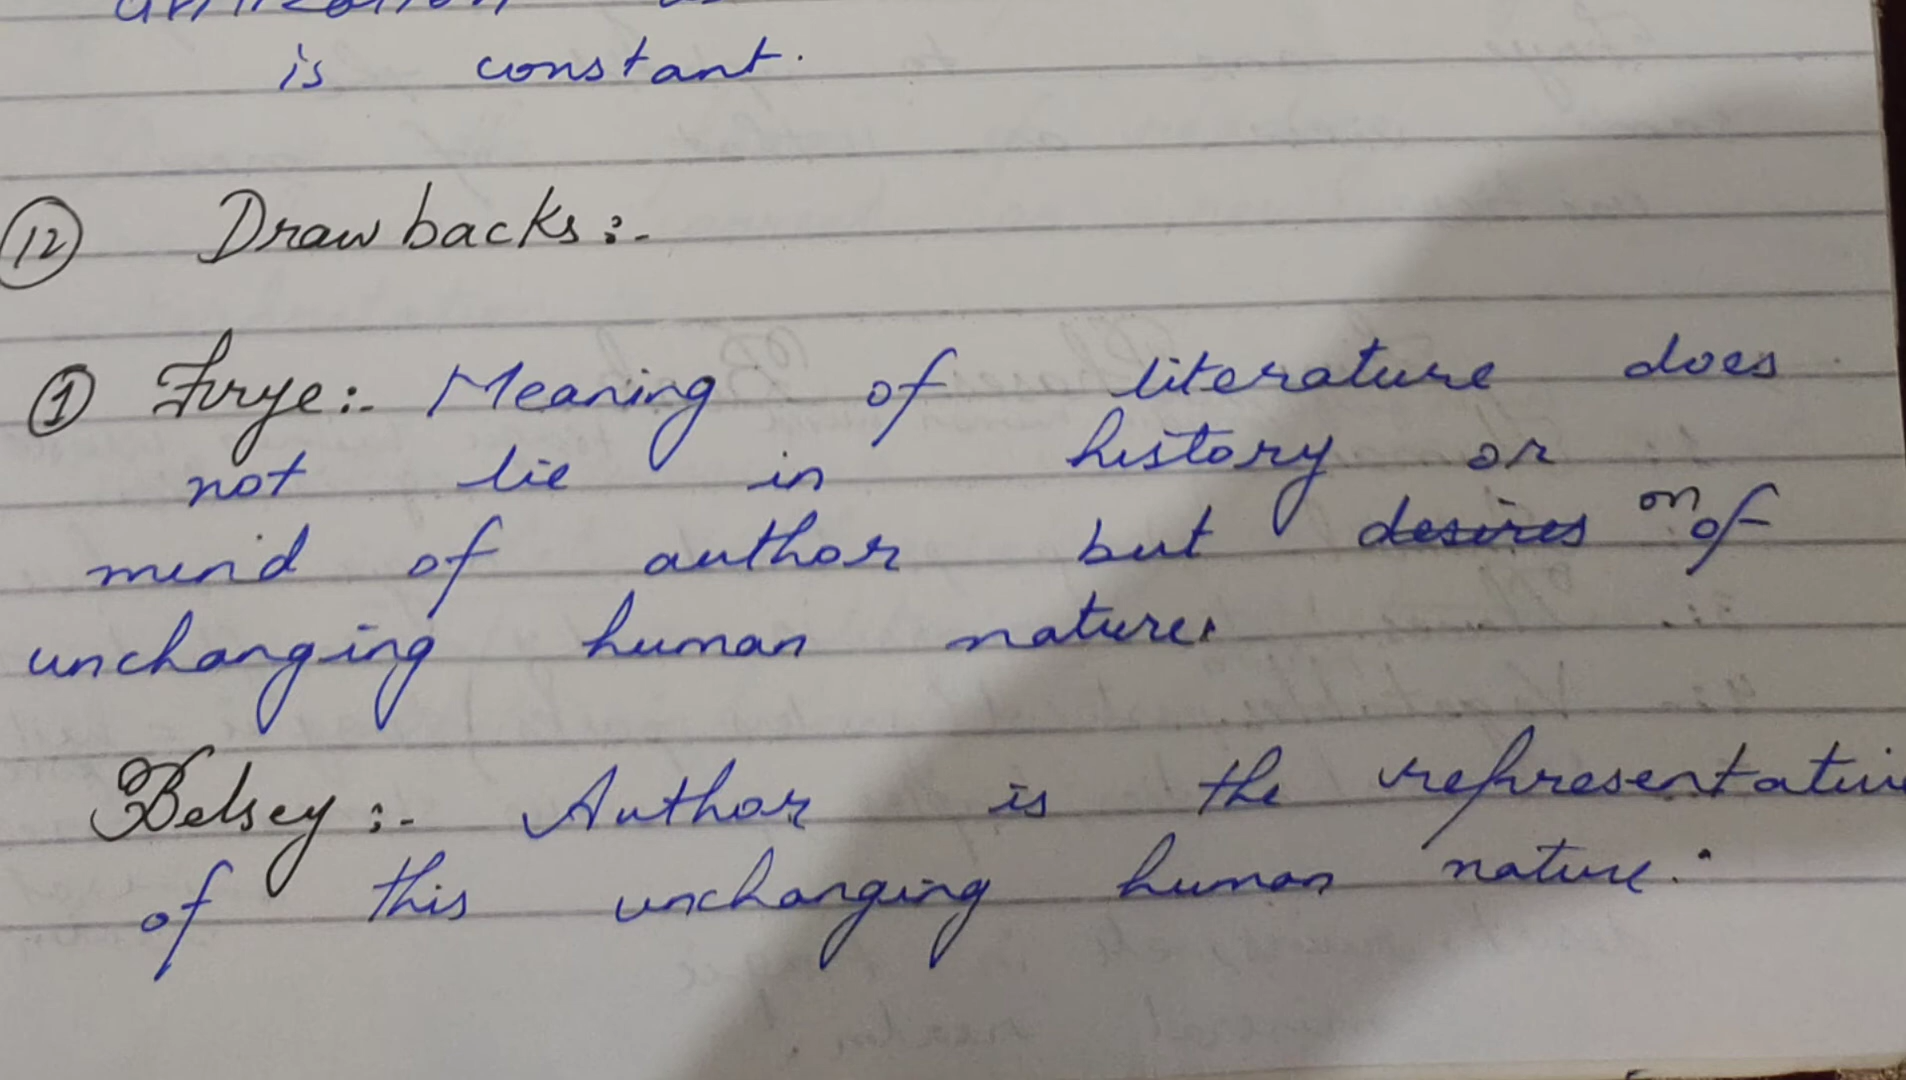 is constant.
12 Drawbacks:-
1 Frye:- Meaning of literature does
not lie in history or
mind of author but desires on of
unchanging human nature.
Belsey:- Author is the representative
of this unchanging human nature.